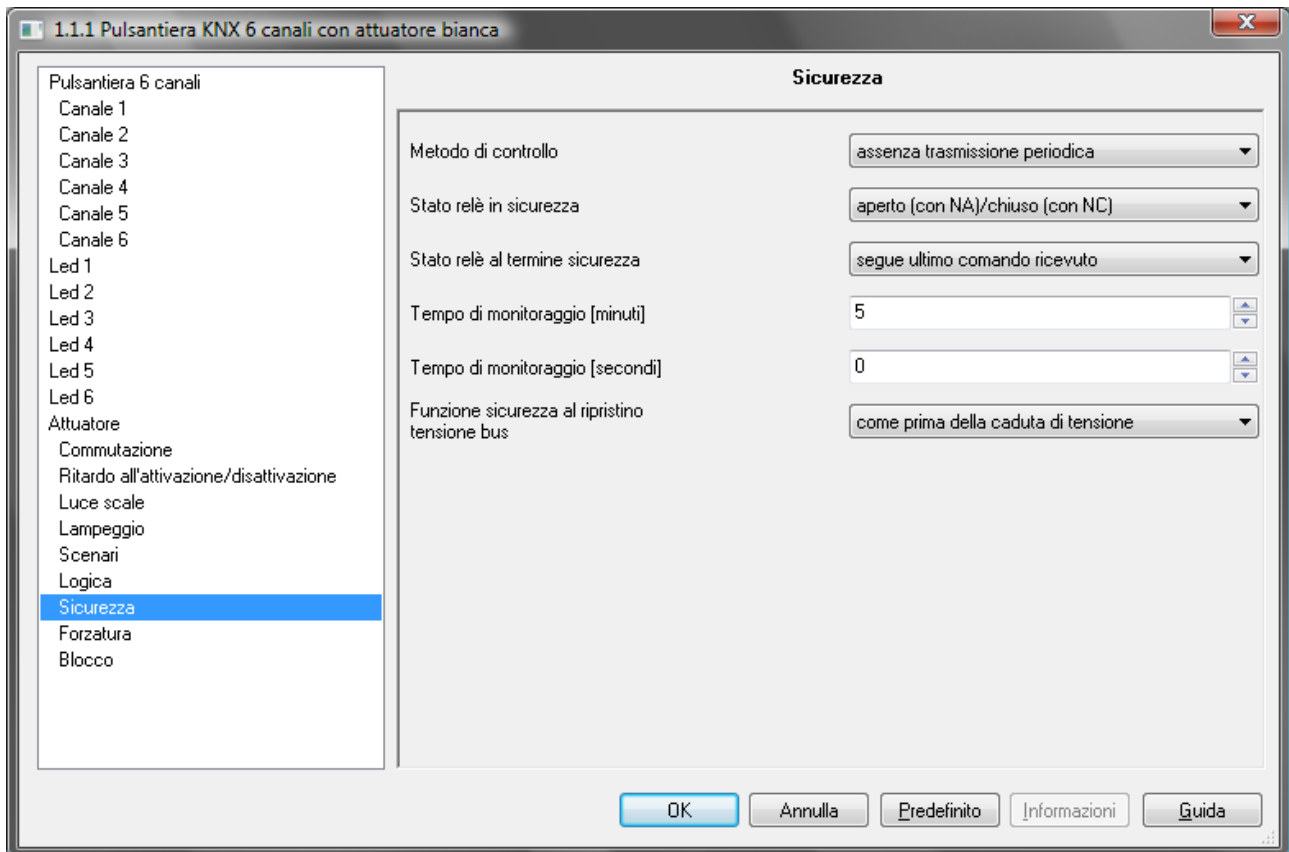 1.1.1 Pulsantiera KNX 6 canali con attuatore bianca
Pulsantiera 6 canali
Canale 1
Canale 2
Canale 3
Canale 4
Canale 5
Canale 6
Led 1
Led 2
Led 3
Led 4
Led 5
Led 6
Attuatore
Commutazione
Ritardo all'attivazione/disattivazione
Luce scale
Lampeggio
Scenari
Logica
Sicurezza
Forzatura
Blocco
Sicurezza
Metodo di controllo
assenza trasmissione periodica
Stato relè in sicurezza
aperto (con NA)/chiuso (con NC)
Stato relè al termine sicurezza
segue ultimo comando ricevuto
Tempo di monitoraggio [minuti]
5
Tempo di monitoraggio [secondi]
0
Funzione sicurezza al ripristino
tensione bus
come prima della caduta di tensione
OK
Annulla
Predefinito
Informazioni
Guida